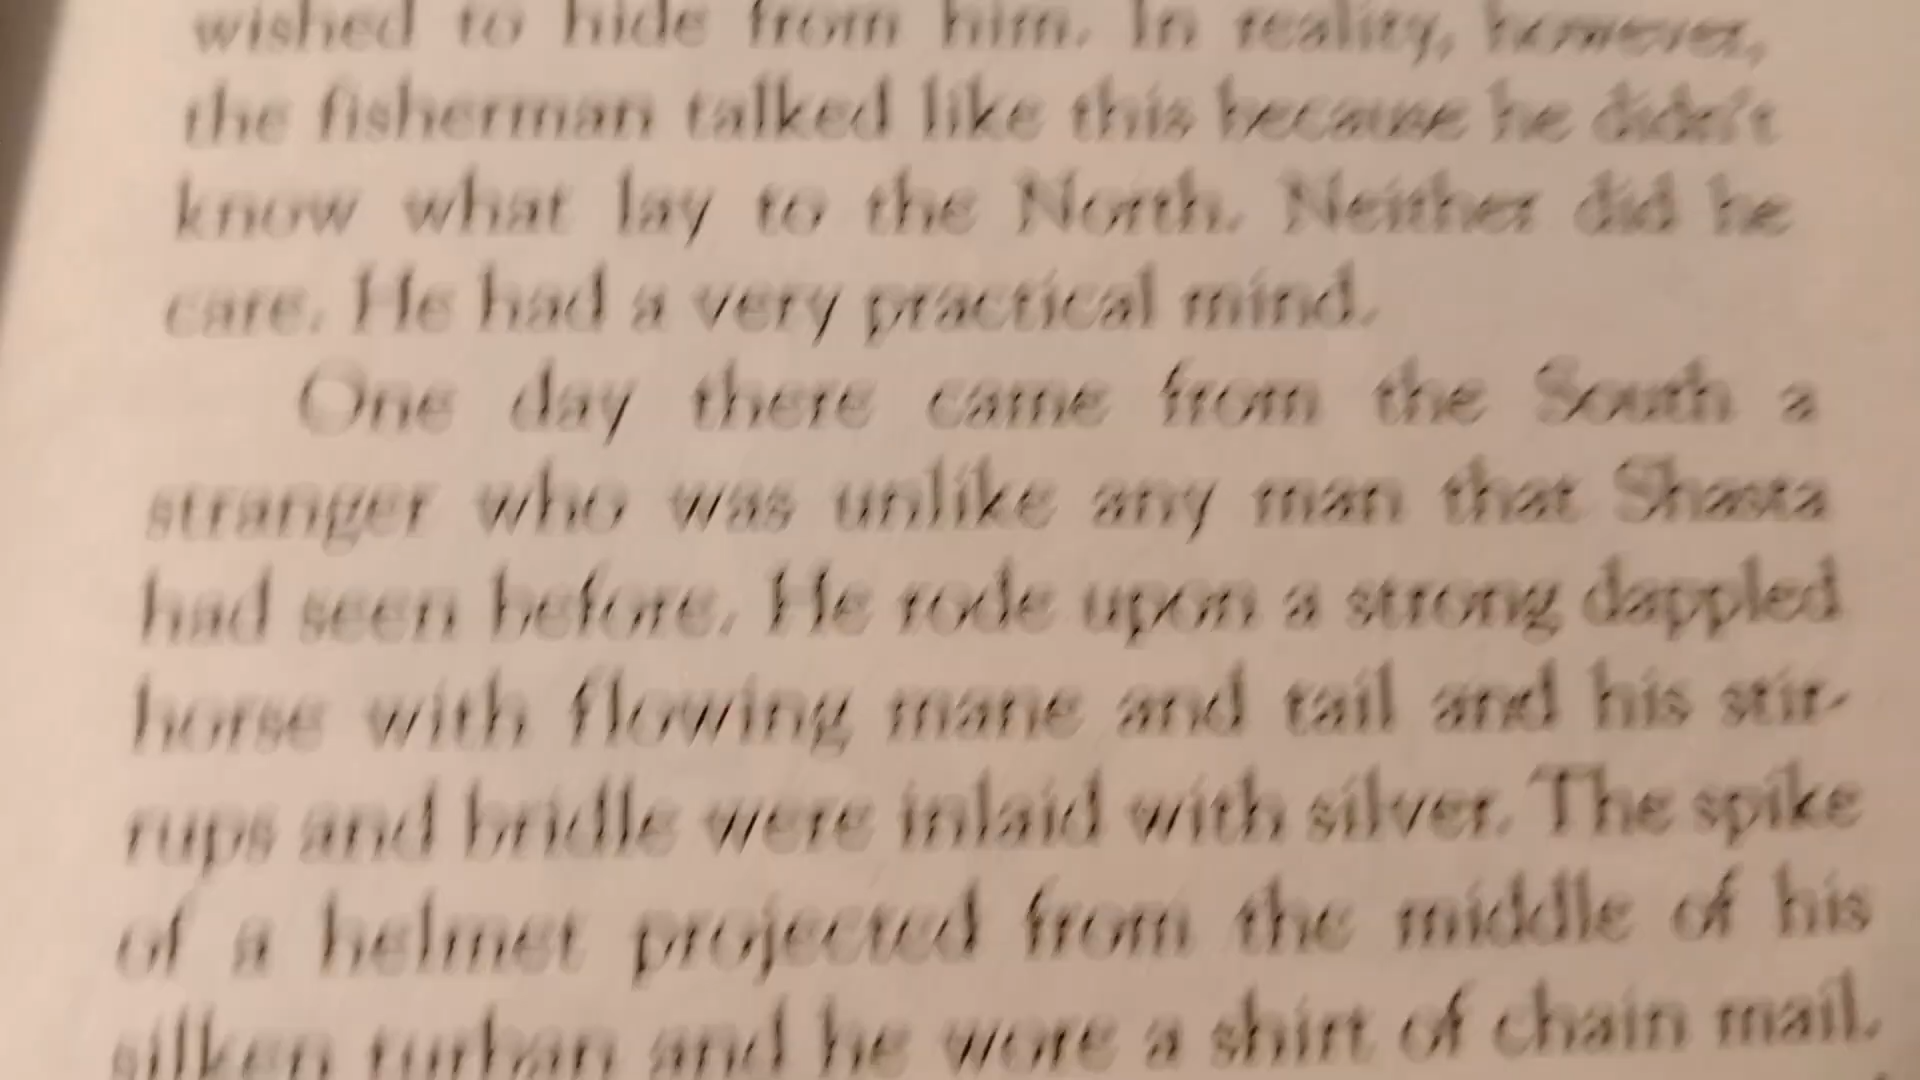 wished to hide from him. In reality, however,
the fisherman talked like this because he didn't
know what lay to the North. Neither did he
care. He had a very practical mind.
One day there came from the South a
stranger who was unlike any man that Shasta
had seen before. He rode upon a strong dappled
horse with flowing mane and tail and his stir-
rups and bridle were inlaid with silver. The spike
of a helmet projected from the middle of his
silken turban and he wore a shirt of chain mail.